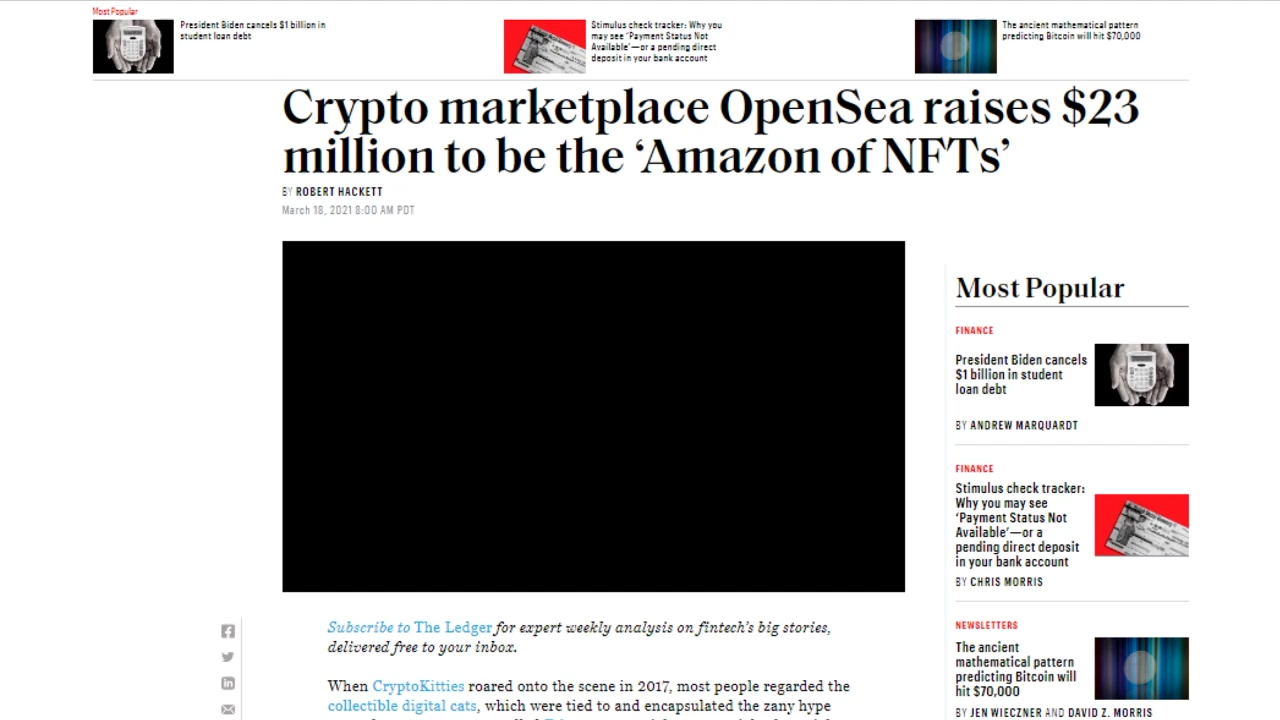 Most Popular
President Biden cancels $1 billion in
student loan debt
Stimulus check tracker: Why you
may see ‘Payment Status Not
Available’—or a pending direct
deposit in your bank account
The ancient mathematical pattern
predicting Bitcoin will hit $70,000
Crypto marketplace OpenSea raises $23
million to be the ‘Amazon of NFTs’
BY ROBERT HACKETT
March 18, 2021 8:00 AM PDT
Subscribe to The Ledger for expert weekly analysis on fintech’s big stories,
delivered free to your inbox.
When CryptoKitties roared onto the scene in 2017, most people regarded the
collectible digital cats, which were tied to and encapsulated the zany hype
Most Popular
FINANCE
President Biden cancels
$1 billion in student
loan debt
BY ANDREW MARQUARDT
FINANCE
Stimulus check tracker:
Why you may see
‘Payment Status Not
Available’—or a
pending direct deposit
in your bank account
BY CHRIS MORRIS
NEWSLETTERS
The ancient
mathematical pattern
predicting Bitcoin will
hit $70,000
BY JEN WIECZNER AND DAVID Z. MORRIS